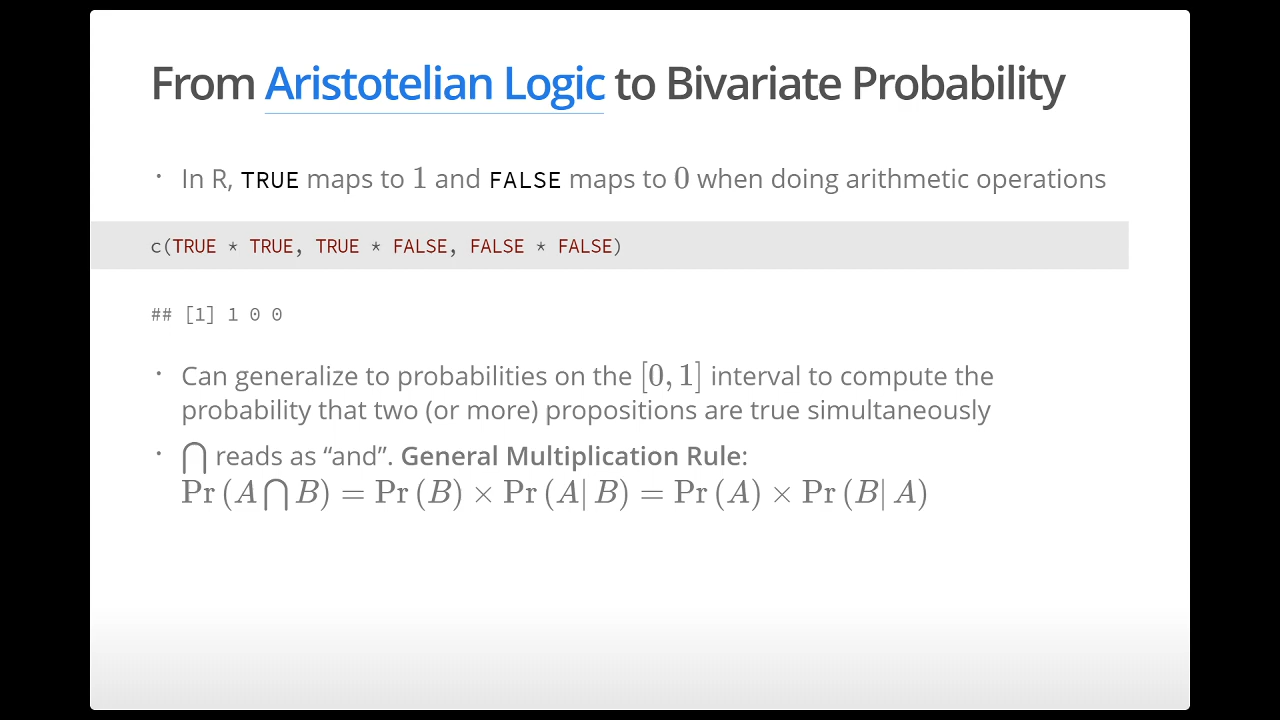 From Aristotelian Logic to Bivariate Probability
· In R, TRUE maps to 1 and FALSE maps to 0 when doing arithmetic operations
c(TRUE * TRUE, TRUE * FALSE, FALSE * FALSE)
## [1] 1 0 0
· Can generalize to probabilities on the [0, 1] interval to compute the
probability that two (or more) propositions are true simultaneously
· ⋂ reads as “and”. General Multiplication Rule:
Pr (A ⋂ B) = Pr (B) × Pr (A| B) = Pr (A) × Pr (B| A)